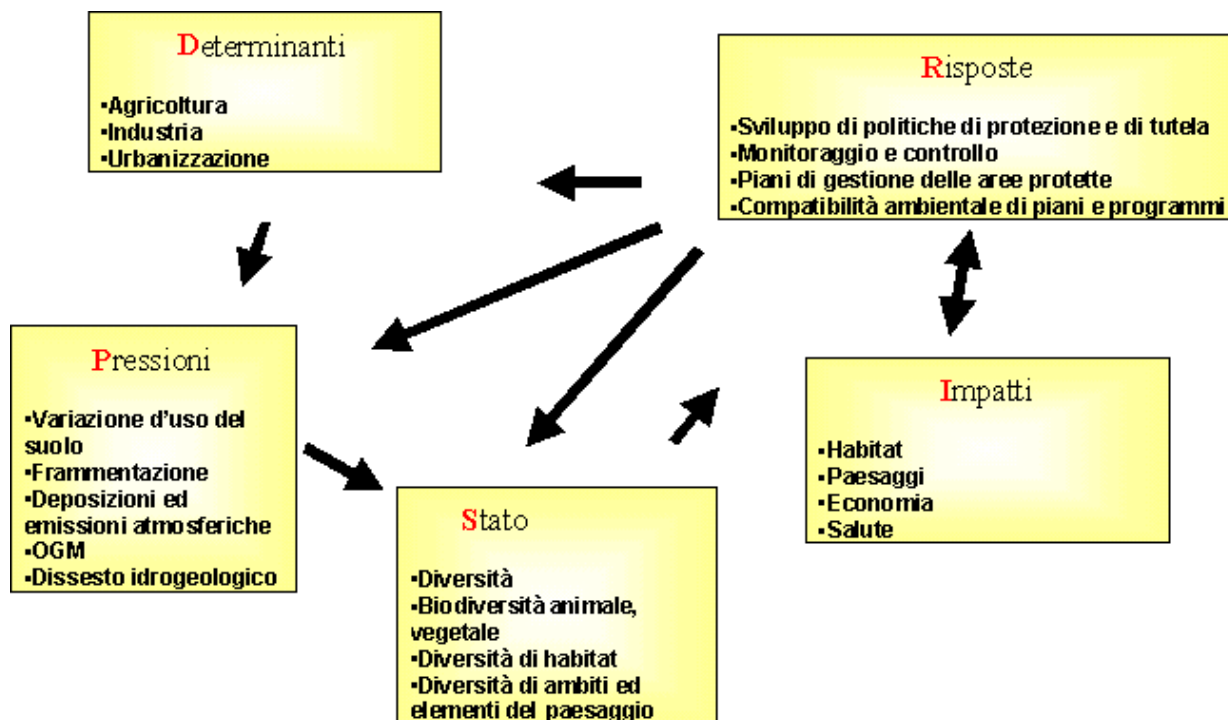 Determinanti
▪Agricoltura
▪Industria
▪Urbanizzazione
Risposte
▪Sviluppo di politiche di protezione e di tutela
▪Monitoraggio e controllo
▪Piani di gestione delle aree protette
▪Compatibilità ambientale di piani e programmi
Pressioni
▪Variazione d'uso del
suolo
▪Frammentazione
▪Deposizioni ed
emissioni atmosferiche
▪OGM
▪Dissesto idrogeologico
Stato
▪Diversità
▪Biodiversità animale,
vegetale
▪Diversità di habitat
▪Diversità di ambiti ed
elementi del paesaggio
Impatti
▪Habitat
▪Paesaggi
▪Economia
▪Salute